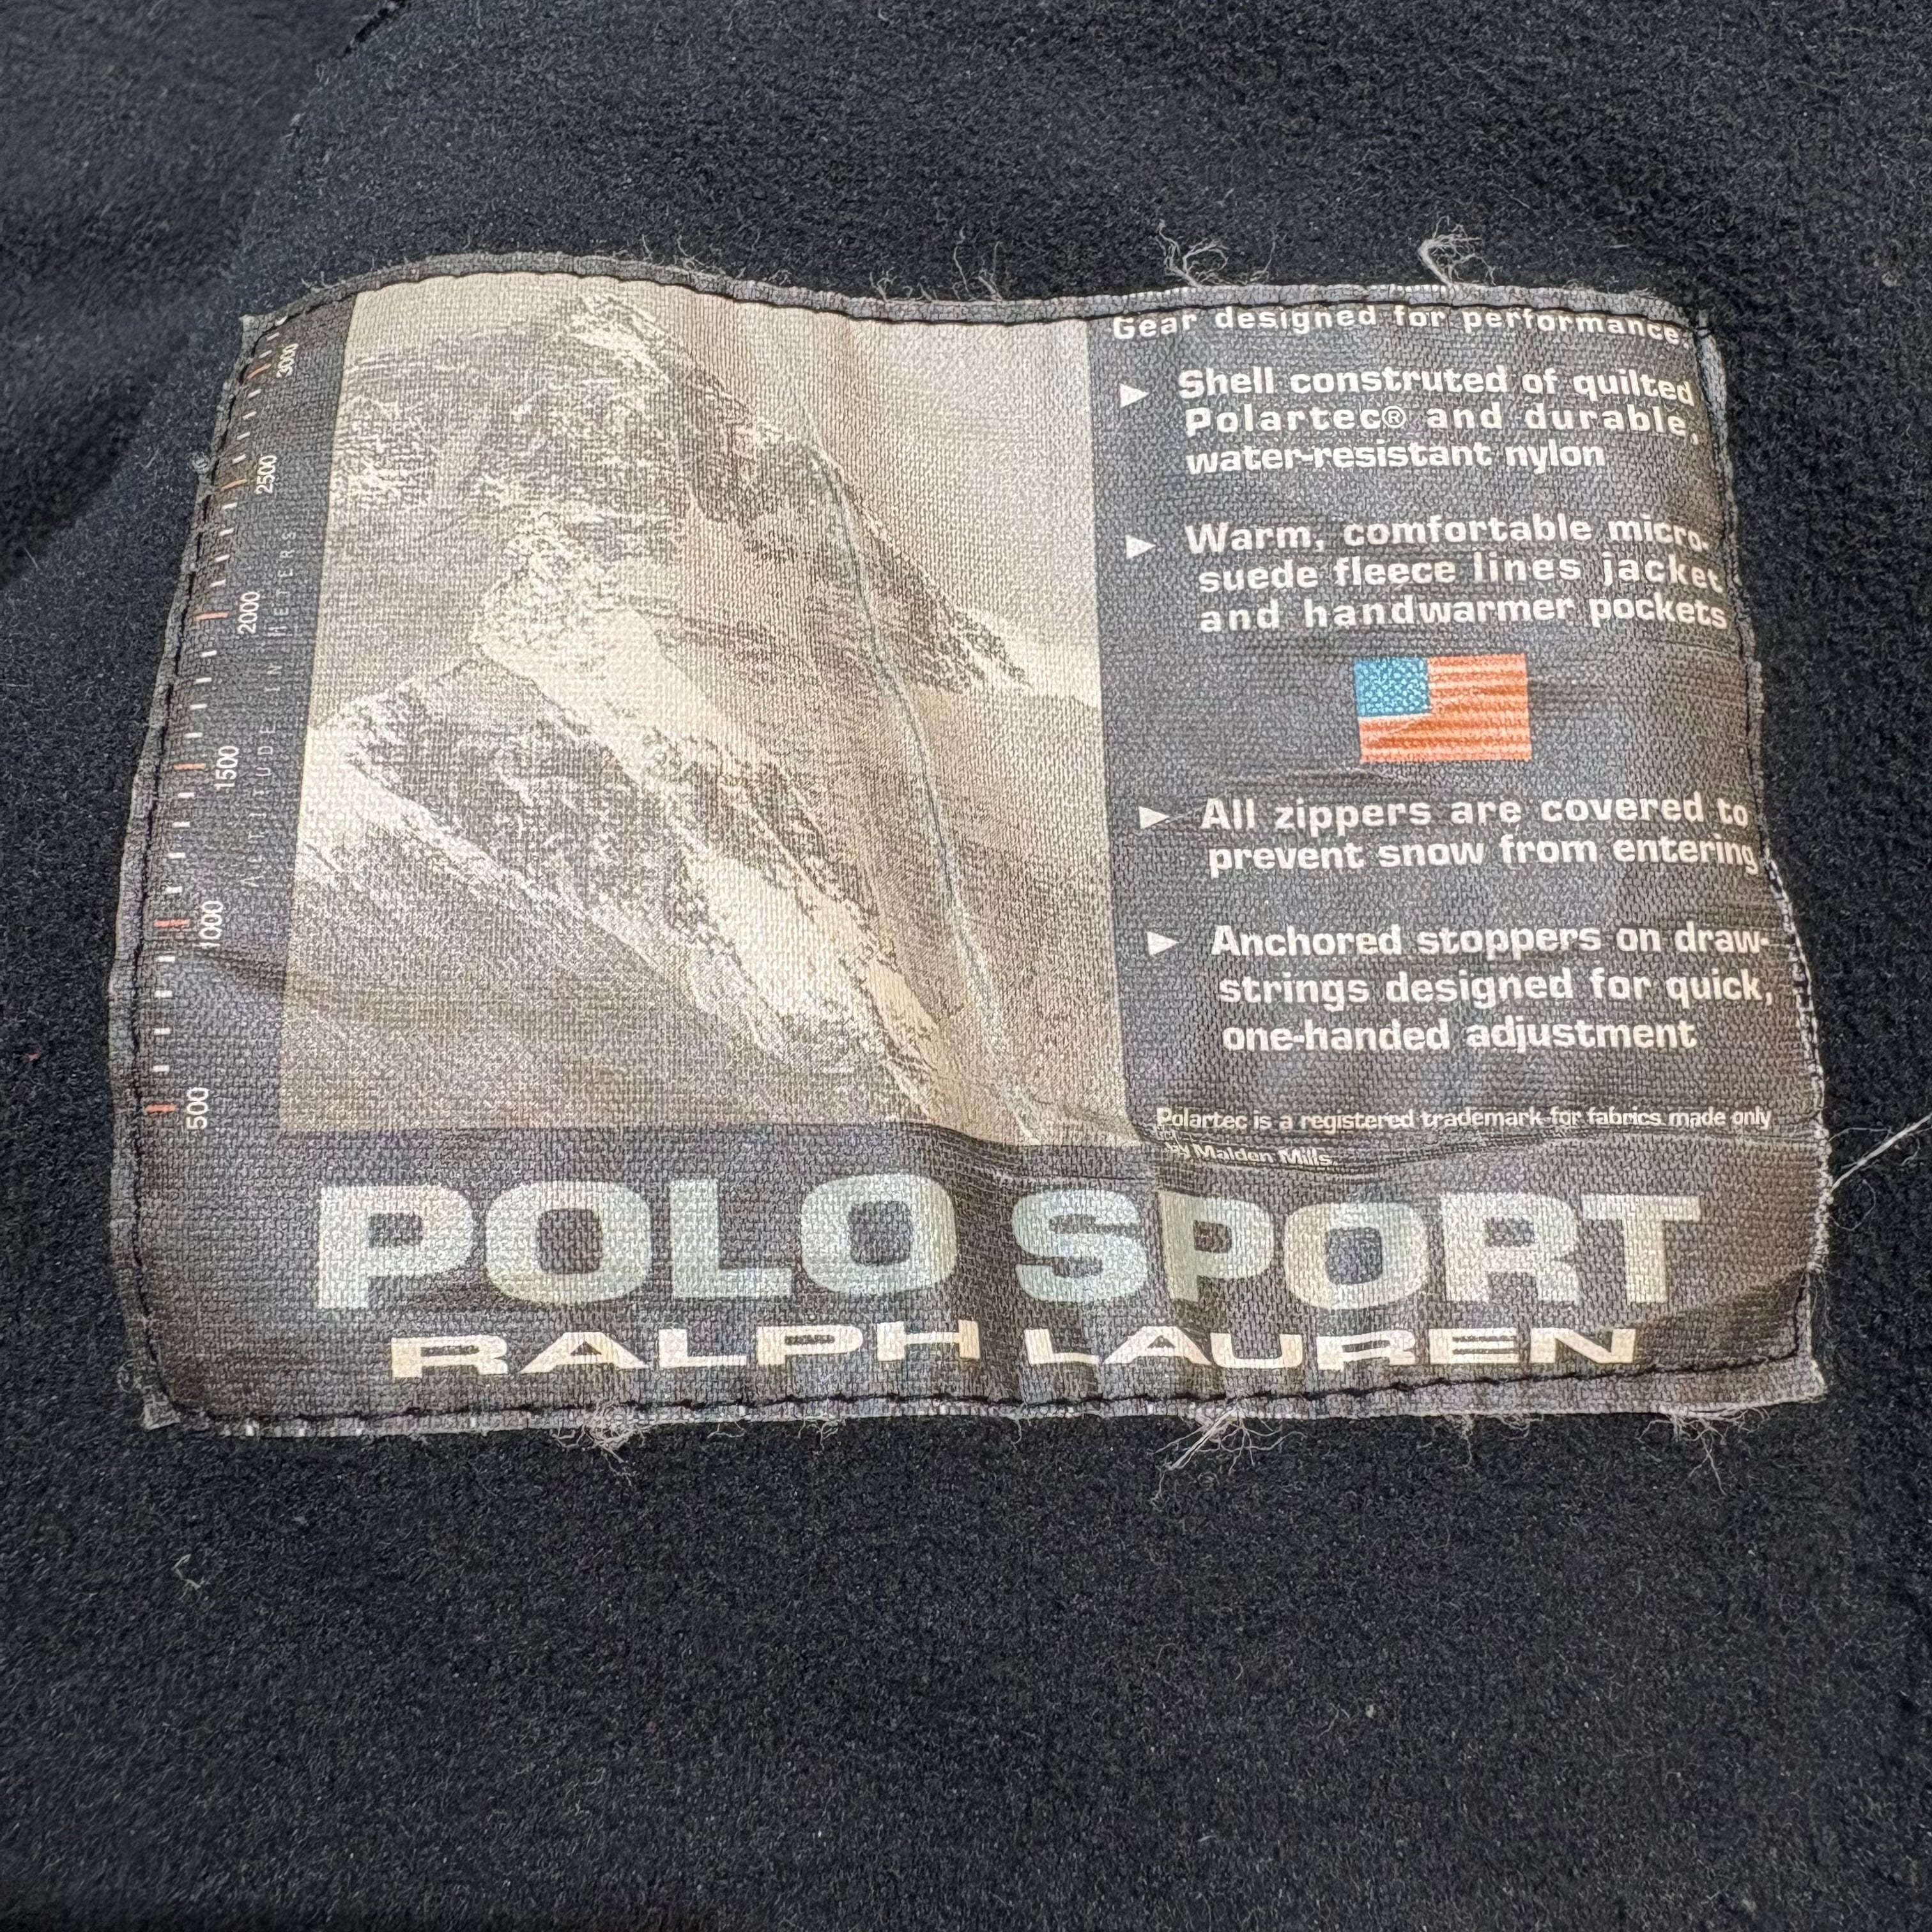 3000
2500
2000
1500
1000
500
ALTITUDE IN METERS
Gear designed for performance.
Shell construted of quilted
Polartec® and durable,
water-resistant nylon
Warm, comfortable micro-
suede fleece lines jacket
and handwarmer pockets
All zippers are covered to
prevent snow from entering
Anchored stoppers on draw-
strings designed for quick,
one-handed adjustment
Polartec is a registered trademark for fabrics made only
by Malden Mills.
POLO SPORT
RALPH LAUREN